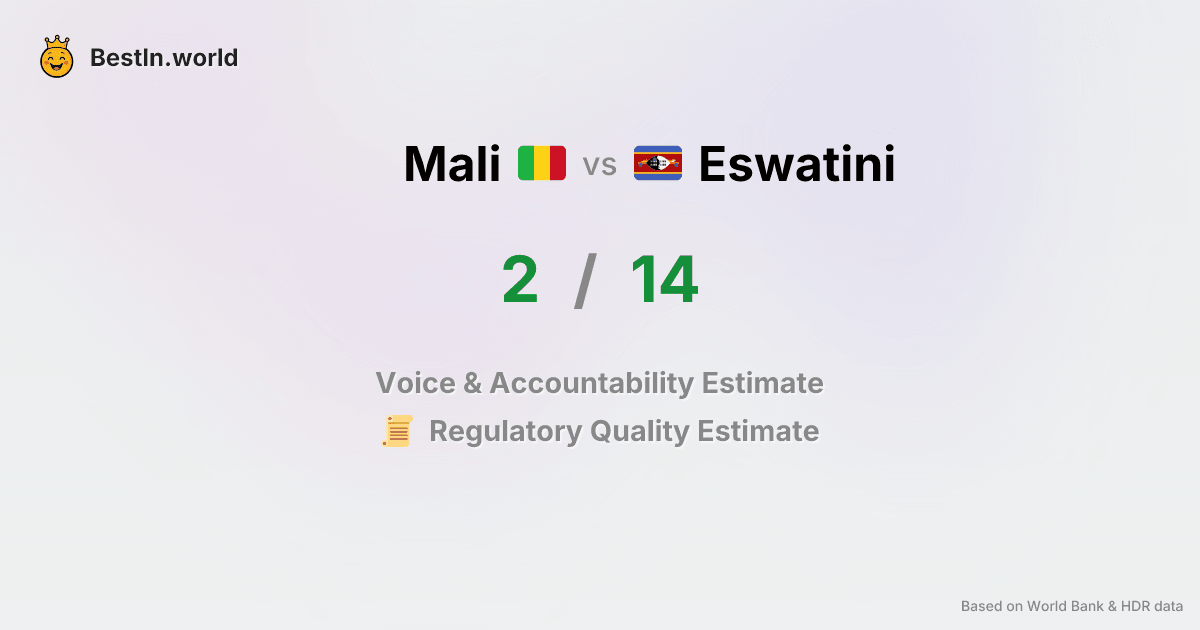 BestIn.world
Mali vs Eswatini
2 / 14
Voice & Accountability Estimate
Regulatory Quality Estimate
Based on World Bank & HDR data